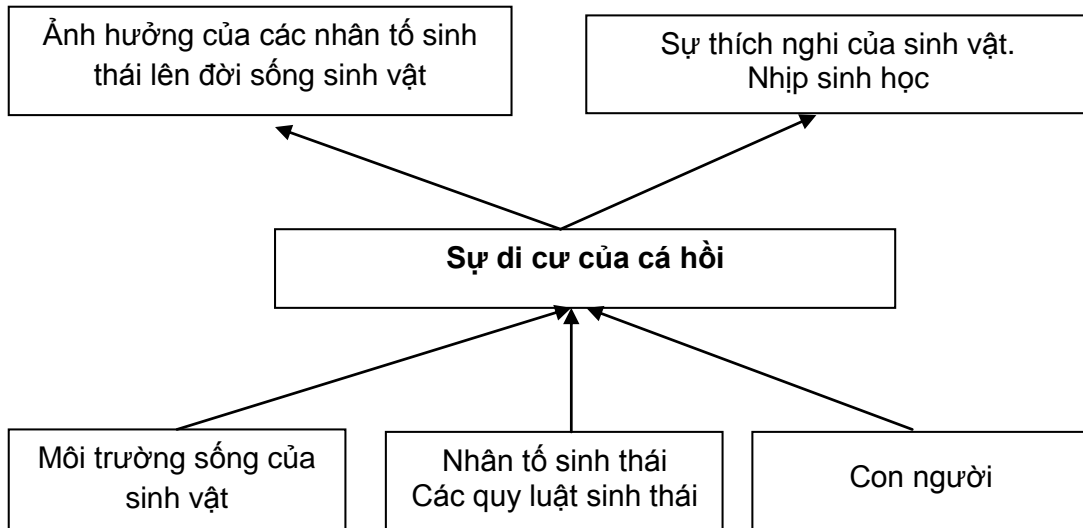 Ảnh hưởng của các nhân tố sinh
thái lên đời sống sinh vật
Sự thích nghi của sinh vật.
Nhịp sinh học
Sự di cư của cá hồi
Môi trường sống của
sinh vật
Nhân tố sinh thái
Các quy luật sinh thái
Con người